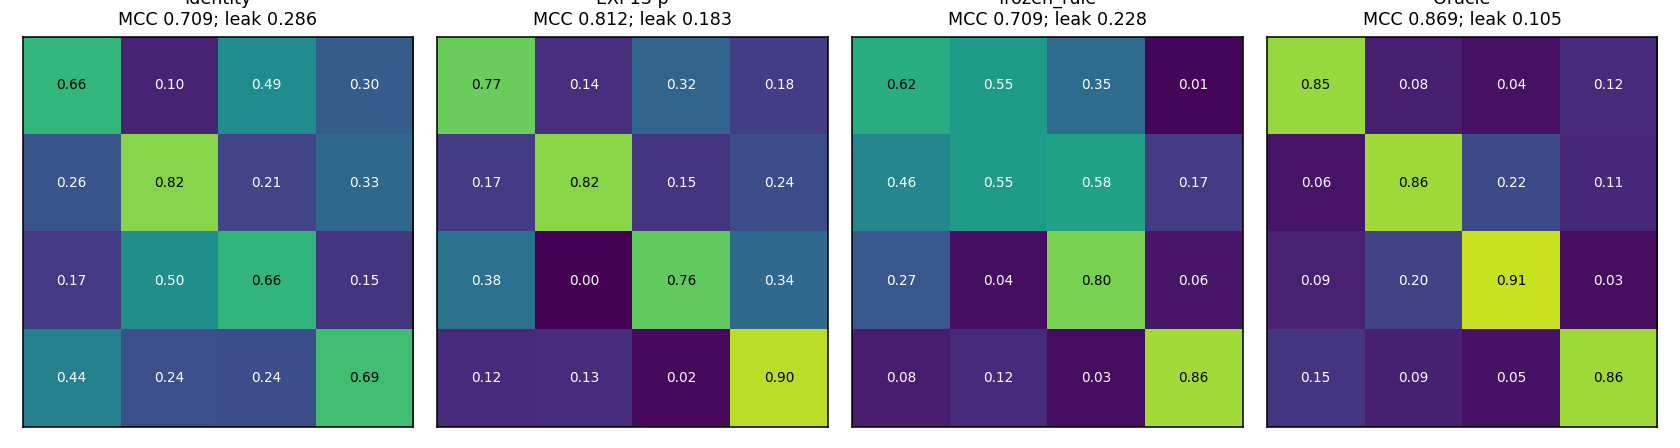 Identity
MCC 0.709; leak 0.286
0.66 0.10 0.49 0.30
0.26 0.82 0.21 0.33
0.17 0.50 0.66 0.15
0.44 0.24 0.24 0.69
EXP15 p
MCC 0.812; leak 0.183
0.77 0.14 0.32 0.18
0.17 0.82 0.15 0.24
0.38 0.00 0.76 0.34
0.12 0.13 0.02 0.90
frozen_rule
MCC 0.709; leak 0.228
0.62 0.55 0.35 0.01
0.46 0.55 0.58 0.17
0.27 0.04 0.80 0.06
0.08 0.12 0.03 0.86
Oracle
MCC 0.869; leak 0.105
0.85 0.08 0.04 0.12
0.06 0.86 0.22 0.11
0.09 0.20 0.91 0.03
0.15 0.09 0.05 0.86